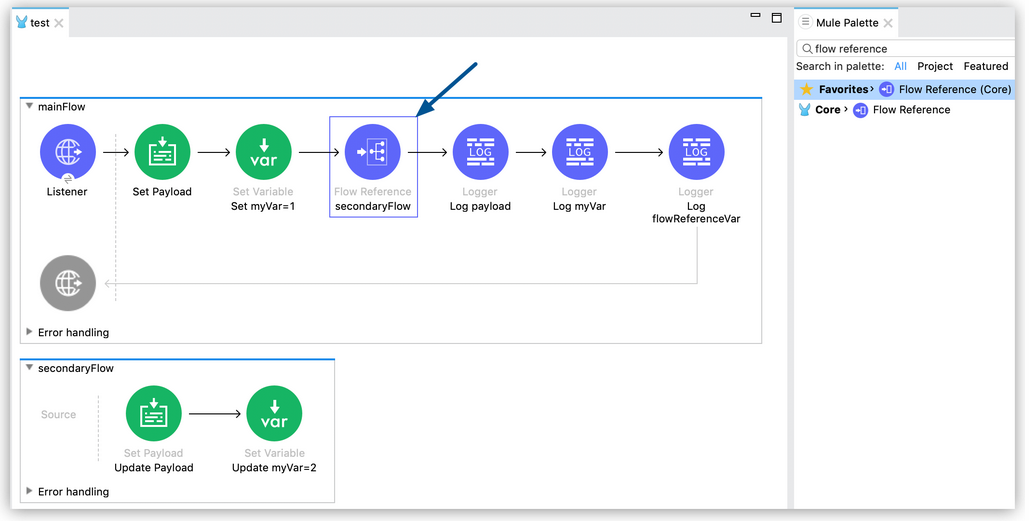 test
Mule Palette
flow reference
Search in palette: All Project Featured
Favorites Flow Reference (Core)
Core Flow Reference
mainFlow
Listener
Set Payload
var
Set Variable
Set myVar=1
Flow Reference
secondaryFlow
LOG
Logger
Log payload
LOG
Logger
Log myVar
LOG
Logger
Log
flowReferenceVar
Error handling
secondaryFlow
Source
Set Payload
Update Payload
var
Set Variable
Update myVar=2
Error handling